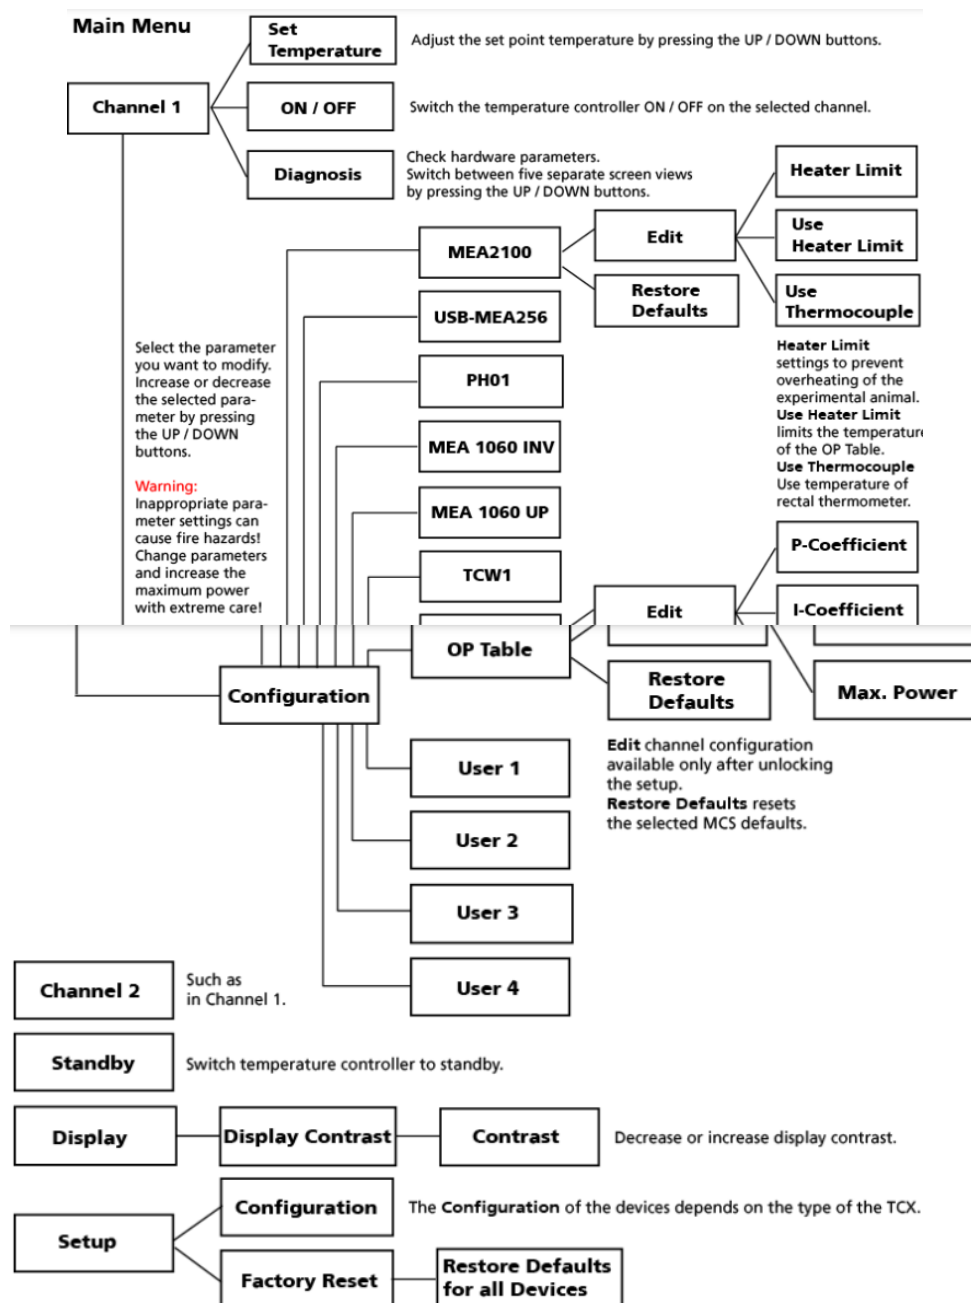 Main Menu
Set
Temperature
Adjust the set point temperature by pressing the UP / DOWN buttons.
Channel 1
ON / OFF
Switch the temperature controller ON / OFF on the selected channel.
Diagnosis
Check hardware parameters.
Switch between five separate screen views
by pressing the UP / DOWN buttons.
Heater Limit
MEA2100
Edit
Use
Heater Limit
Restore
Defaults
Use
Thermocouple
USB-MEA256
Select the parameter
you want to modify.
Increase or decrease
the selected para-
meter by pressing
the UP / DOWN
buttons.
Heater Limit
settings to prevent
overheating of the
experimental animal.
Use Heater Limit
limits the temperature
of the OP Table.
Use Thermocouple
Use temperature of
rectal thermometer.
PH01
MEA 1060 INV
Warning:
Inappropriate para-
meter settings can
cause fire hazards!
Change parameters
and increase the
maximum power
with extreme care!
MEA 1060 UP
P-Coefficient
TCW1
Edit
I-Coefficient
OP Table
Configuration
Restore
Defaults
Max. Power
Edit channel configuration
available only after unlocking
the setup.
Restore Defaults resets
the selected MCS defaults.
User 1
User 2
User 3
User 4
Channel 2
Such as
in Channel 1.
Standby
Switch temperature controller to standby.
Display
Display Contrast
Contrast
Decrease or increase display contrast.
Setup
Configuration
The Configuration of the devices depends on the type of the TCX.
Factory Reset
Restore Defaults
for all Devices